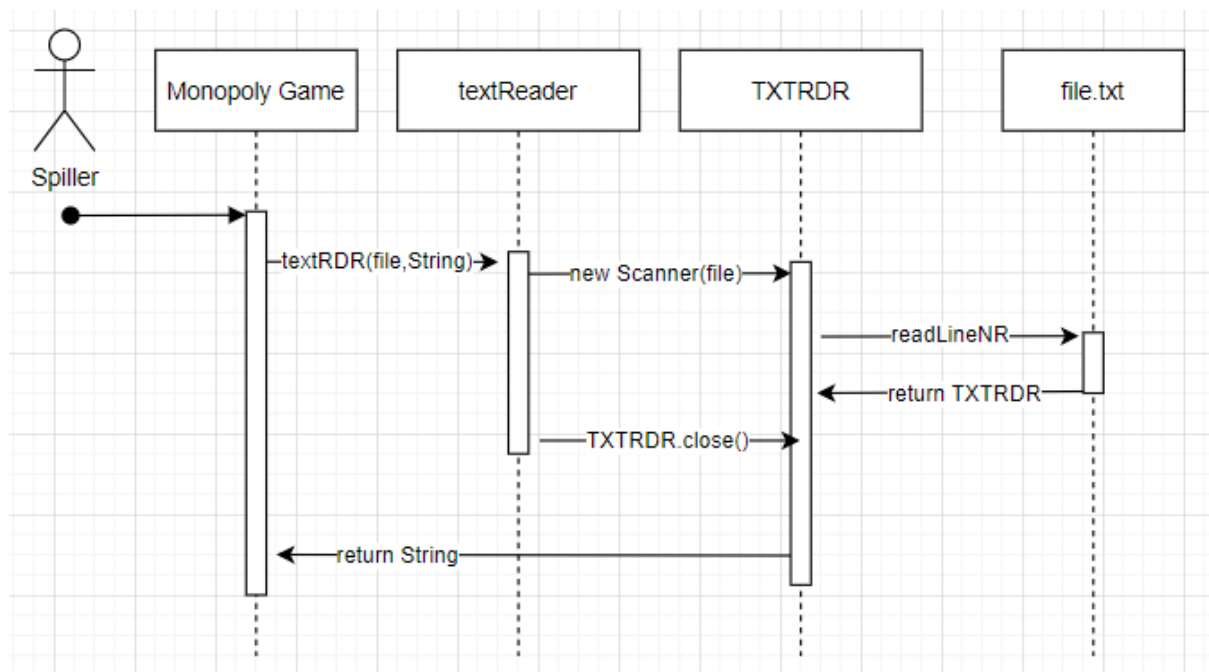 Monopoly Game
textReader
TXTRDR
file.txt
Spiller
textRDR(file,String)
new Scanner(file)
readLineNR
return TXTRDR
TXTRDR.close()
return String